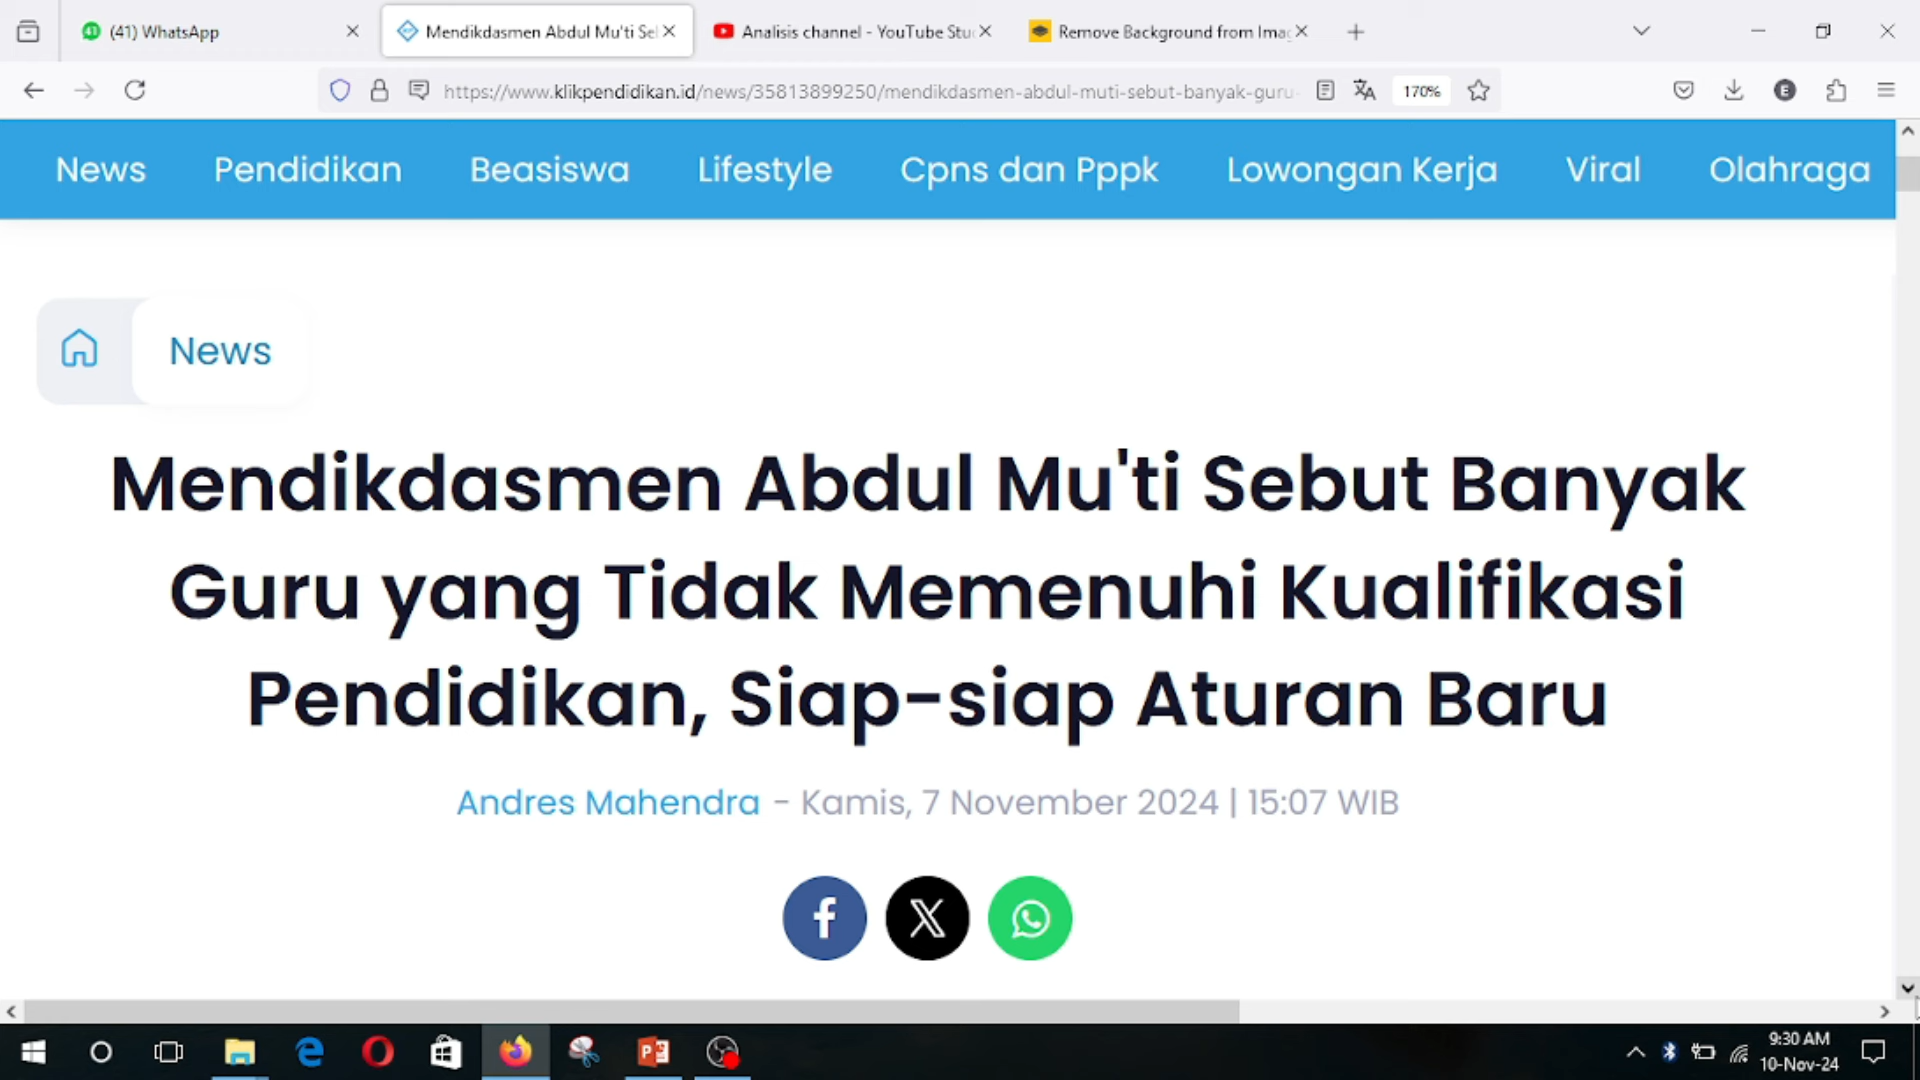 (41) WhatsApp
Mendikdasmen Abdul Mu'ti Se
Analisis channel - YouTube Stu
Remove Background from Ima
https://www.klikpendidikan.id/news/35813899250/mendikdasmen-abdul-muti-sebut-banyak-guru-
170%
E
News Pendidikan Beasiswa Lifestyle Cpns dan Pppk Lowongan Kerja Viral Olahraga
News
Mendikdasmen Abdul Mu'ti Sebut Banyak
Guru yang Tidak Memenuhi Kualifikasi
Pendidikan, Siap-siap Aturan Baru
Andres Mahendra - Kamis, 7 November 2024 | 15:07 WIB
9:30 AM
10-Nov-24